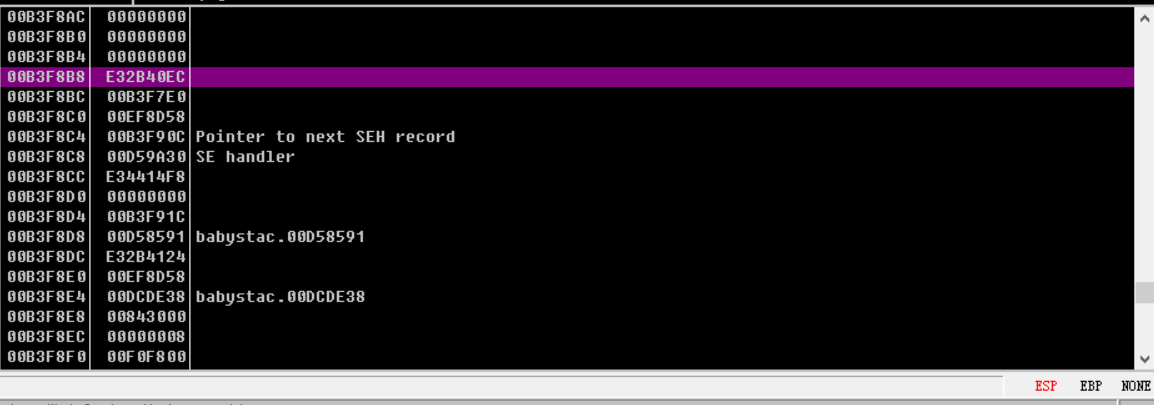 00B3F8AC 00000000
00B3F8B0 00000000
00B3F8B4 00000000
00B3F8B8 E32B40EC
00B3F8BC 00B3F7E0
00B3F8C0 00EF8D58
00B3F8C4 00B3F90C Pointer to next SEH record
00B3F8C8 00D59A30 SE handler
00B3F8CC E34414F8
00B3F8D0 00000000
00B3F8D4 00B3F91C
00B3F8D8 00D58591 babystac.00D58591
00B3F8DC E32B4124
00B3F8E0 00EF8D58
00B3F8E4 00DCDE38 babystac.00DCDE38
00B3F8E8 00843000
00B3F8EC 00000008
00B3F8F0 00F0F800
ESP EBP NONE